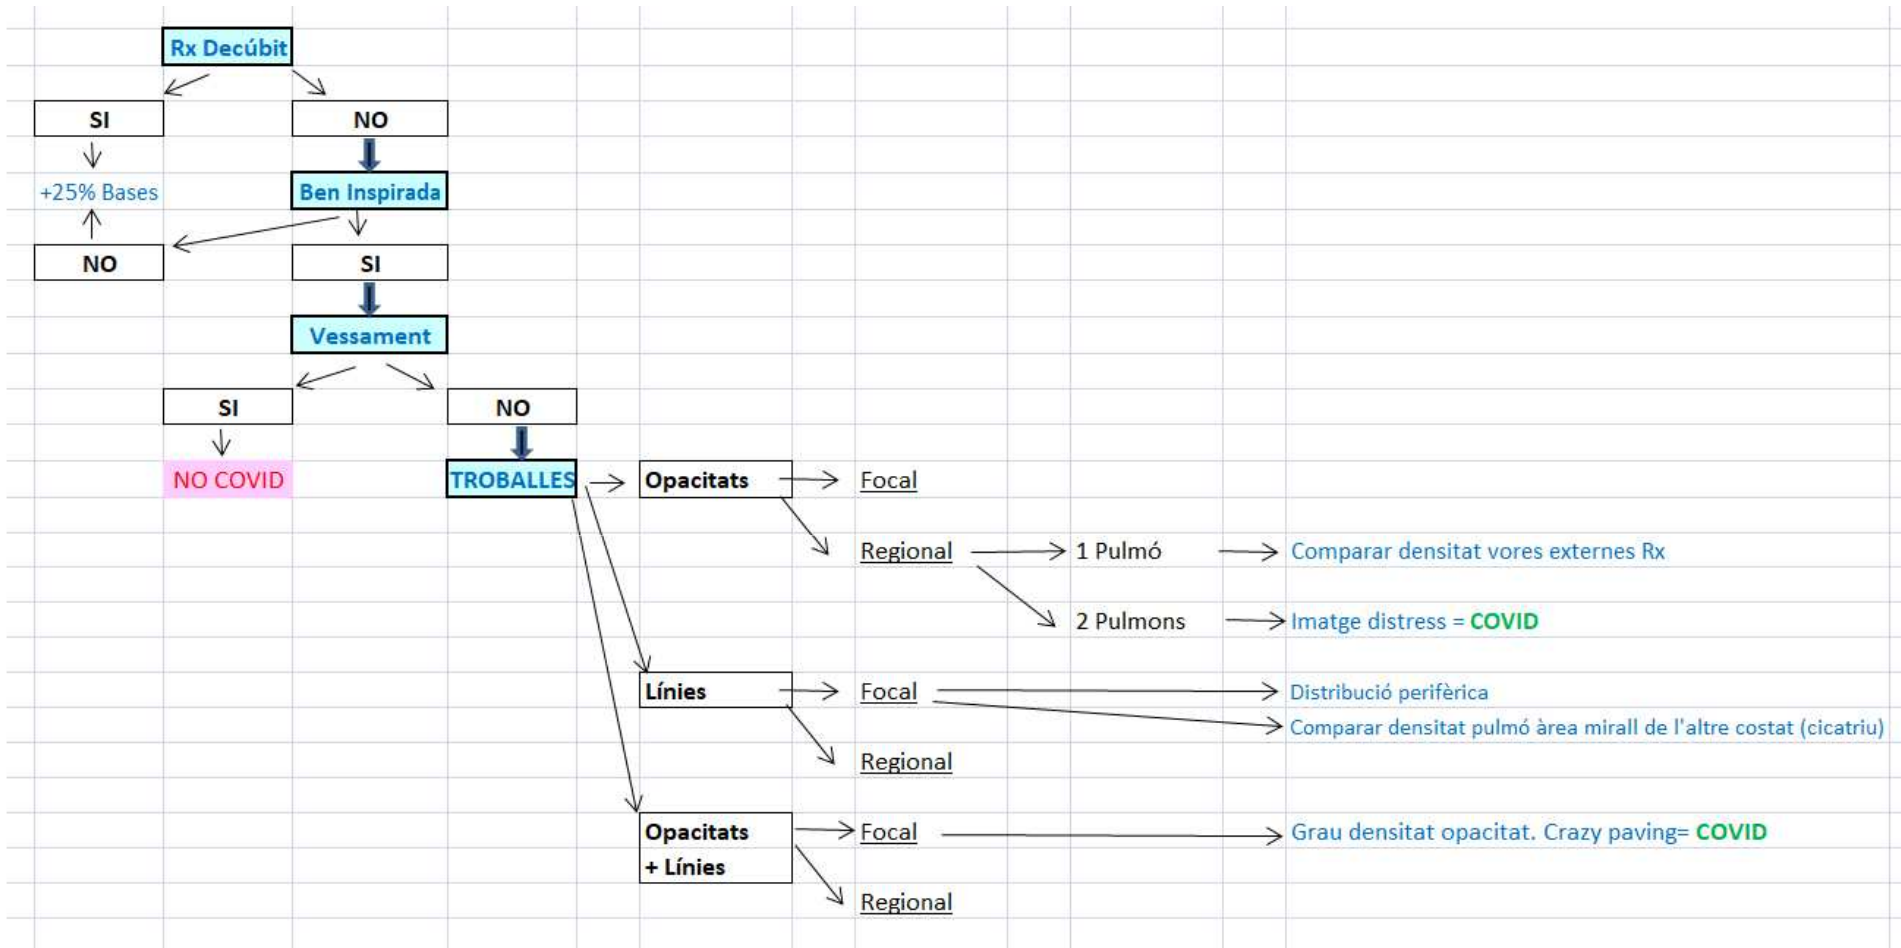 Rx Decúbit
SI
NO
+25% Bases
Ben Inspirada
NO
SI
Vessament
SI
NO
NO COVID
TROBALLES
Opacitats
Focal
Regional
1 Pulmó
Comparar densitat vores externes Rx
2 Pulmons
Imatge distress = COVID
Línies
Focal
Distribució perifèrica
Comparar densitat pulmó àrea mirall de l'altre costat (cicatriu)
Regional
Opacitats
+ Línies
Focal
Grau densitat opacitat. Crazy paving= COVID
Regional